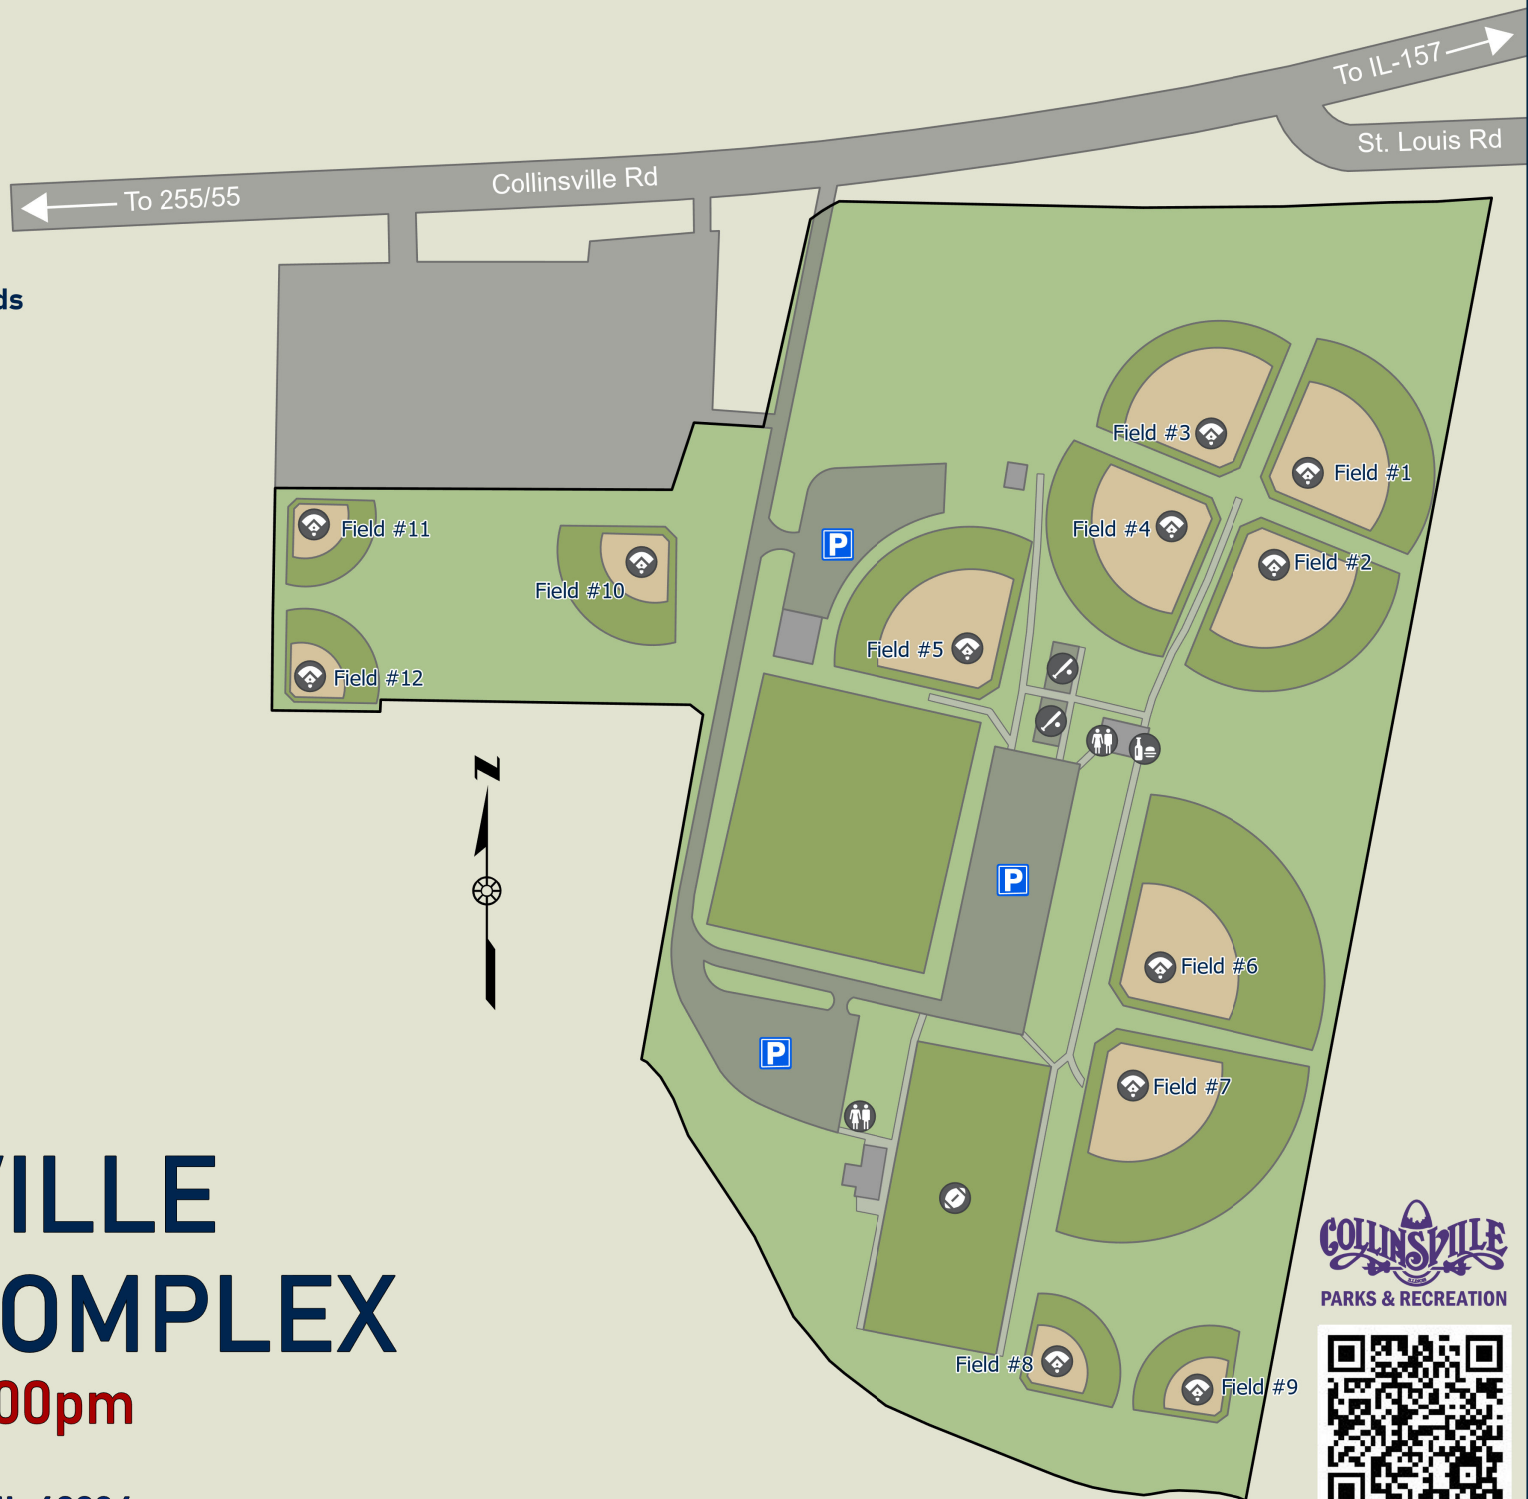 To IL-157
St. Louis Rd
Collinsville Rd
To 255/55
ds
Field #3
Field #1
Field #4
Field #2
Field #11
Field #10
Field #5
Field #12
P
N
P
Field #6
P
Field #7
VILLE
OMPLEX
00pm
COLLINSVILLE
ILLINOIS
PARKS & RECREATION
Field #8
Field #9